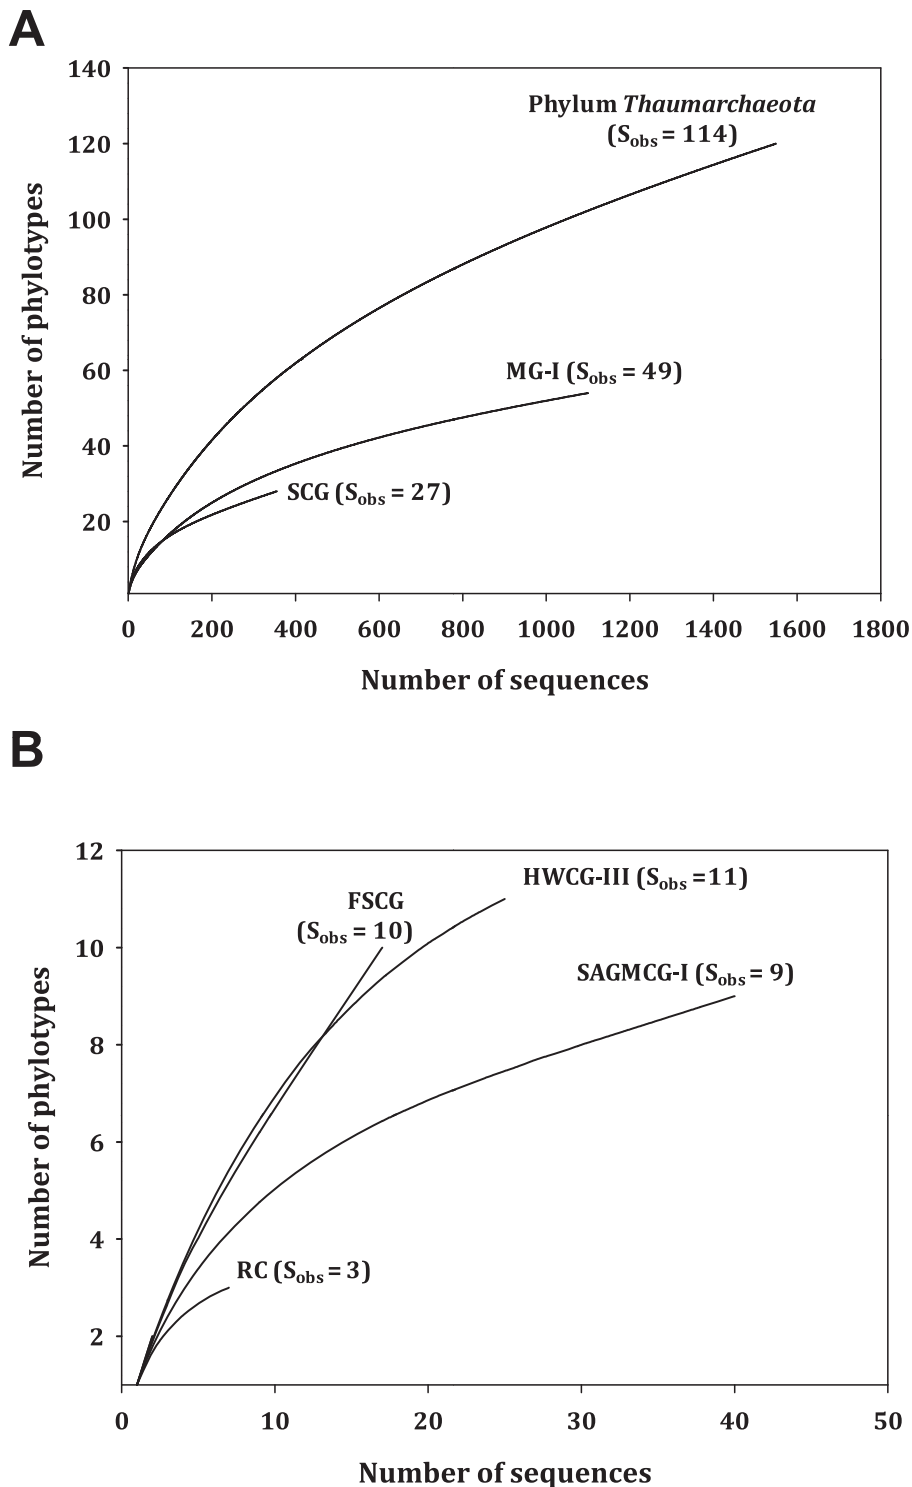 A
140
120
100
80
60
40
20
Number of phylotypes
Phylum Thaumarchaeota
(Sobs = 114)
MG-I (Sobs = 49)
SCG (Sobs = 27)
0 200 400 600 800 1000 1200 1400 1600 1800
Number of sequences
B
12
10
8
6
4
2
Number of phylotypes
HWCG-III (Sobs =11)
FSCG
(Sobs = 10)
SAGMCG-I (Sobs = 9)
RC (Sobs = 3)
0 10 20 30 40 50
Number of sequences